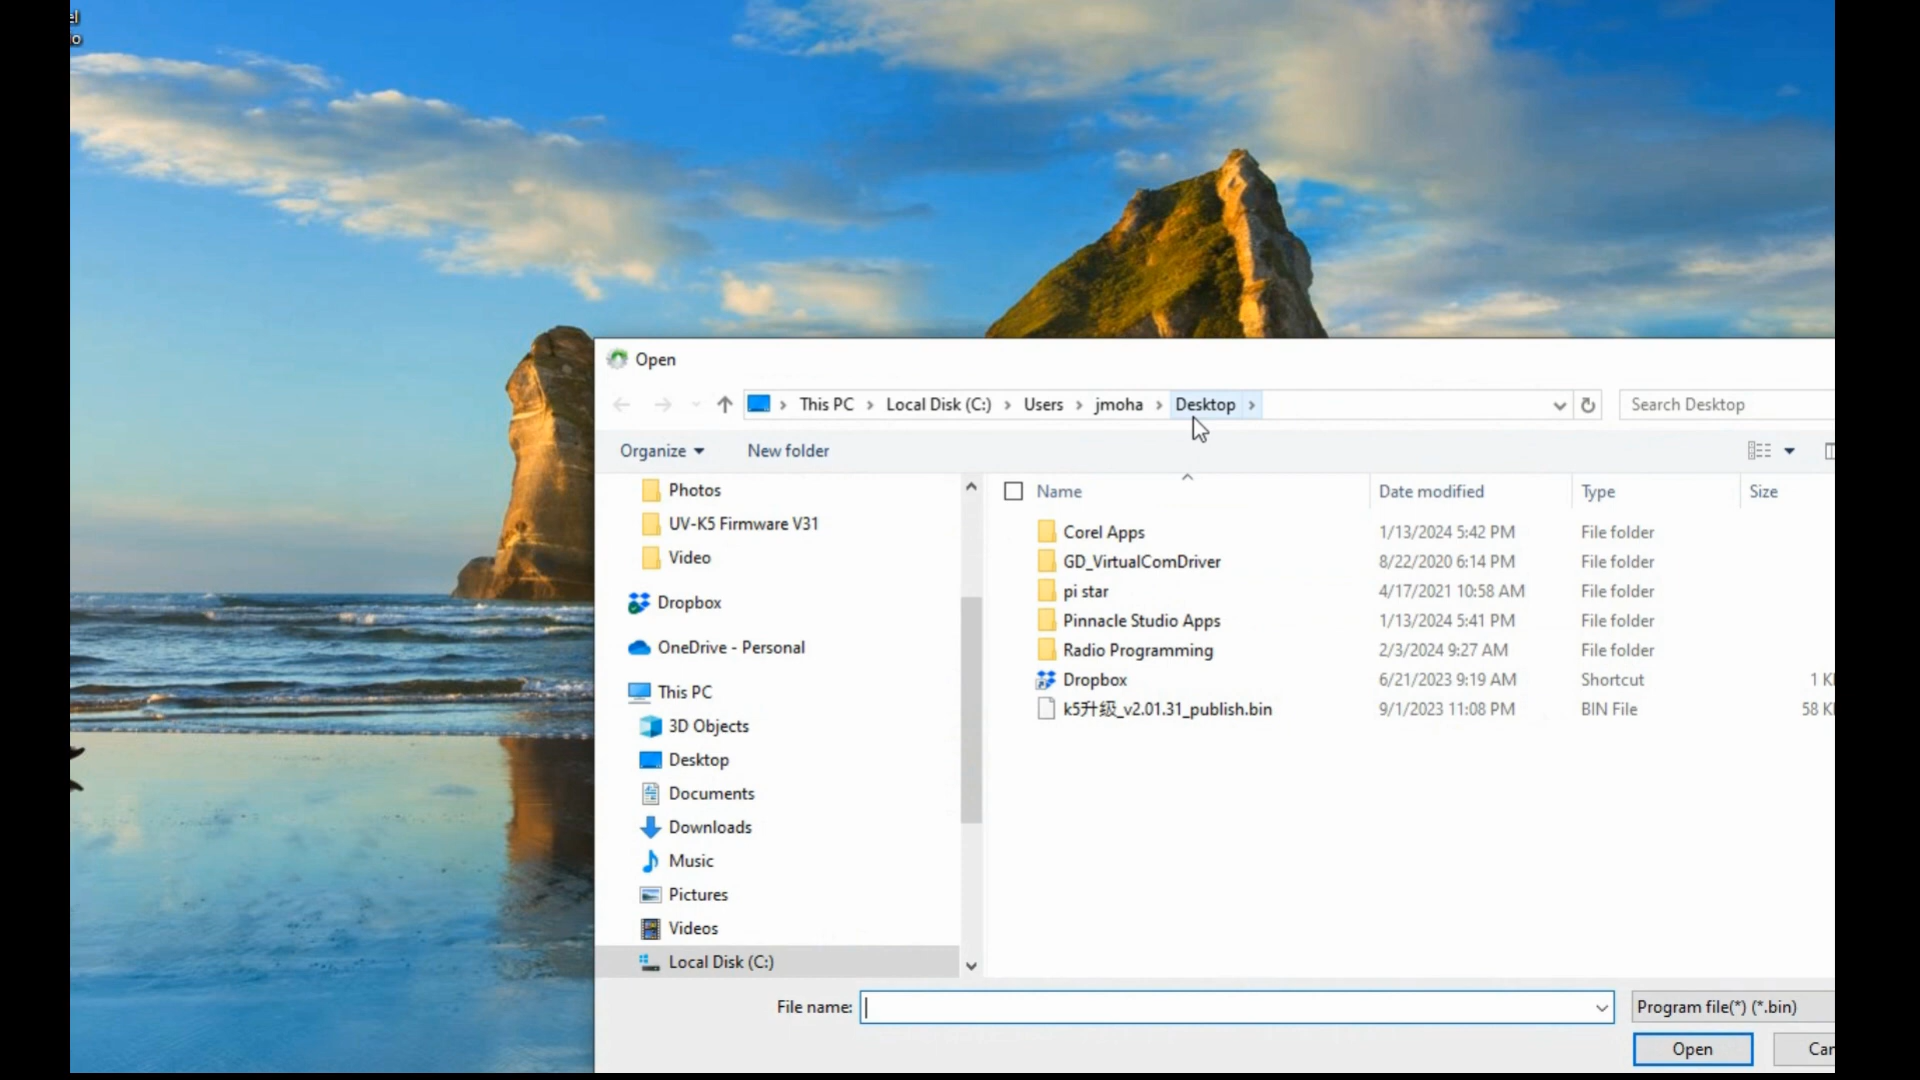 el
o
Open
This PC > Local Disk (C:) > Users > jmoha > Desktop >
Search Desktop
Organize
New folder
Photos
UV-K5 Firmware V31
Video
Dropbox
OneDrive - Personal
This PC
3D Objects
Desktop
Documents
Downloads
Music
Pictures
Videos
Local Disk (C:)
Name Date modified Type Size
Corel Apps 1/13/2024 5:42 PM File folder
GD_VirtualComDriver 8/22/2020 6:14 PM File folder
pi star 4/17/2021 10:58 AM File folder
Pinnacle Studio Apps 1/13/2024 5:41 PM File folder
Radio Programming 2/3/2024 9:27 AM File folder
Dropbox 6/21/2023 9:19 AM Shortcut 1 K
k5升级_v2.01.31_publish.bin 9/1/2023 11:08 PM BIN File 58 K
File name:
Program file(*) (*.bin)
Open
Can